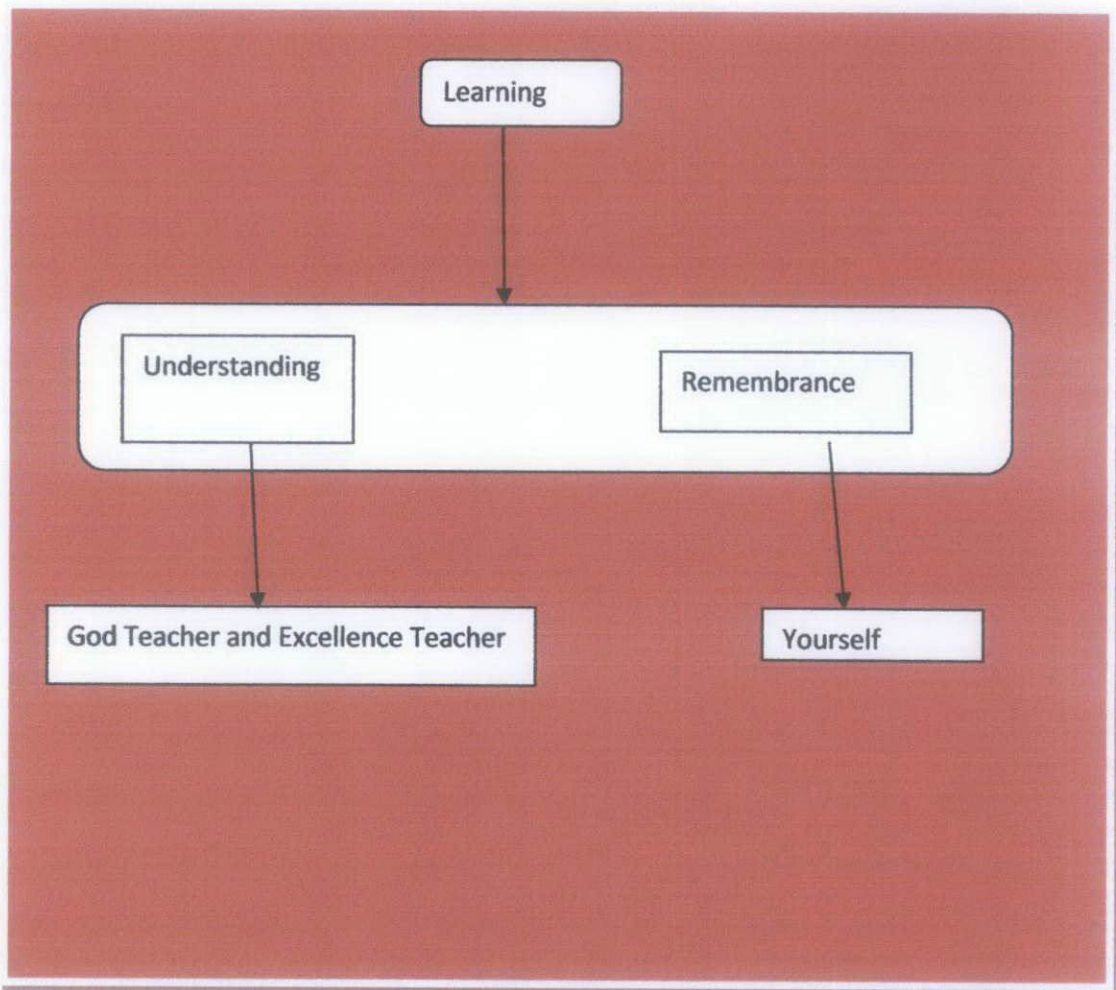 Learning
Understanding
Remembrance
God Teacher and Excellence Teacher
Yourself